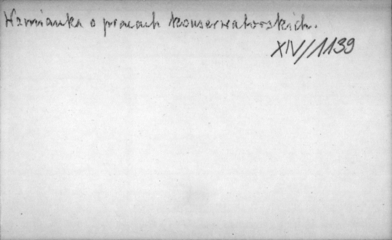 Wzmianka o pracach konserwatorskich.
XIV/1139